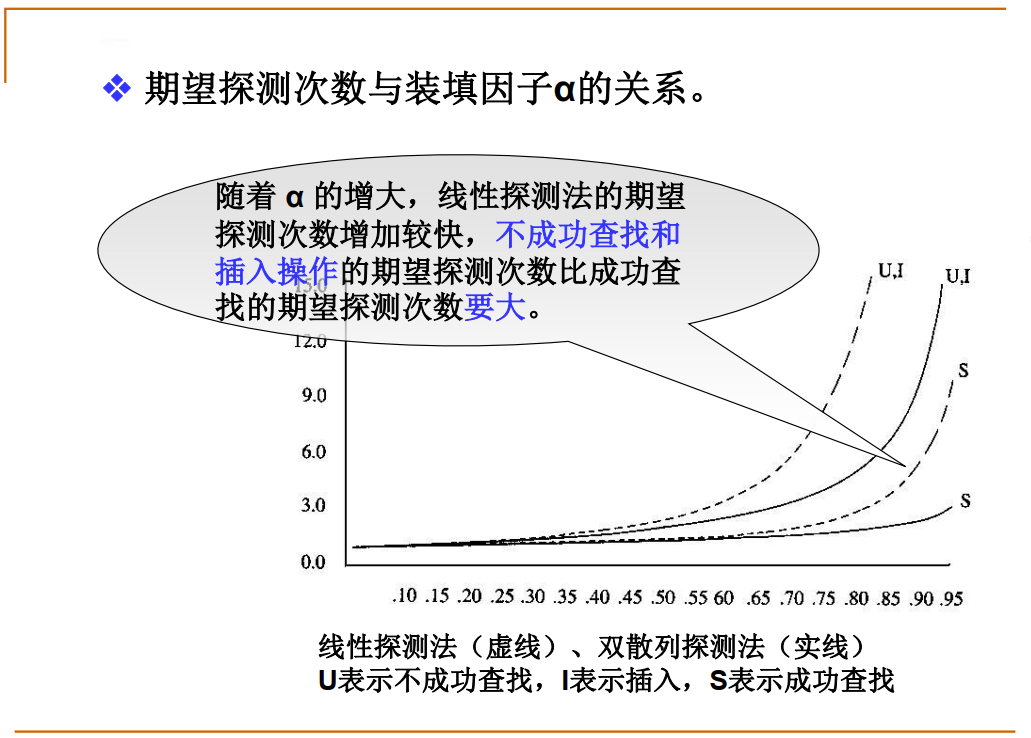 期望探测次数与装填因子α的关系。
随着 α 的增大，线性探测法的期望
探测次数增加较快，不成功查找和
插入操作的期望探测次数比成功查
找的期望探测次数要大。
U,I
U,I
15.0
12.0
S
9.0
6.0
S
3.0
0.0
.10 .15 .20 .25 .30 .35 .40 .45 .50 .55 60 .65 .70 .75 .80 .85 .90 .95
线性探测法（虚线）、双散列探测法（实线）
U表示不成功查找，I表示插入，S表示成功查找